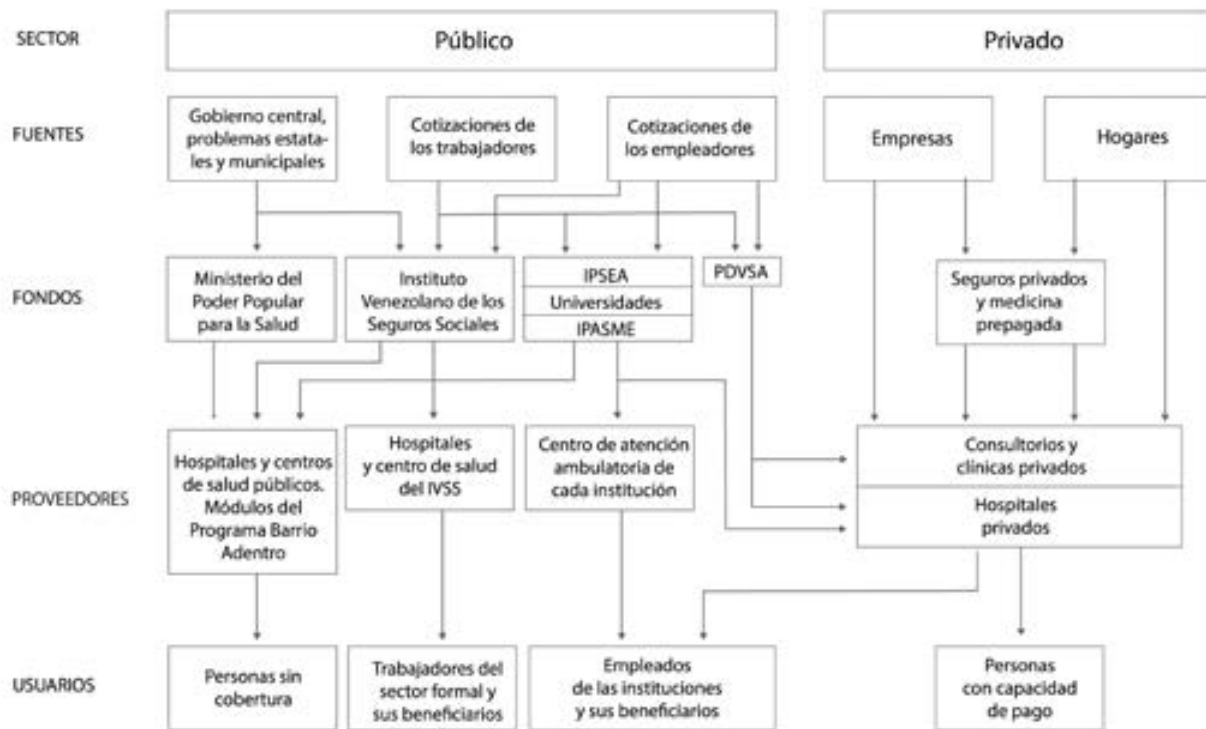 SECTOR
Público
Privado
FUENTES
Gobierno central,
problemas estata-
les y municipales
Cotizaciones de
los trabajadores
Cotizaciones de
los empleadores
Empresas
Hogares
FONDOS
Ministerio del
Poder Popular
para la Salud
Instituto
Venezolano de los
Seguros Sociales
IPSEA
Universidades
IPASME
PDVSA
Seguros privados
y medicina
prepagada
PROVEEDORES
Hospitales y centros
de salud públicos.
Módulos del
Programa Barrio
Adentro
Hospitales
y centro de salud
del IVSS
Centro de atención
ambulatoria de
cada institución
Consultorios y
clínicas privados
Hospitales
privados
USUARIOS
Personas sin
cobertura
Trabajadores del
sector formal y
sus beneficiarios
Empleados
de las instituciones
y sus beneficiarios
Personas
con capacidad
de pago